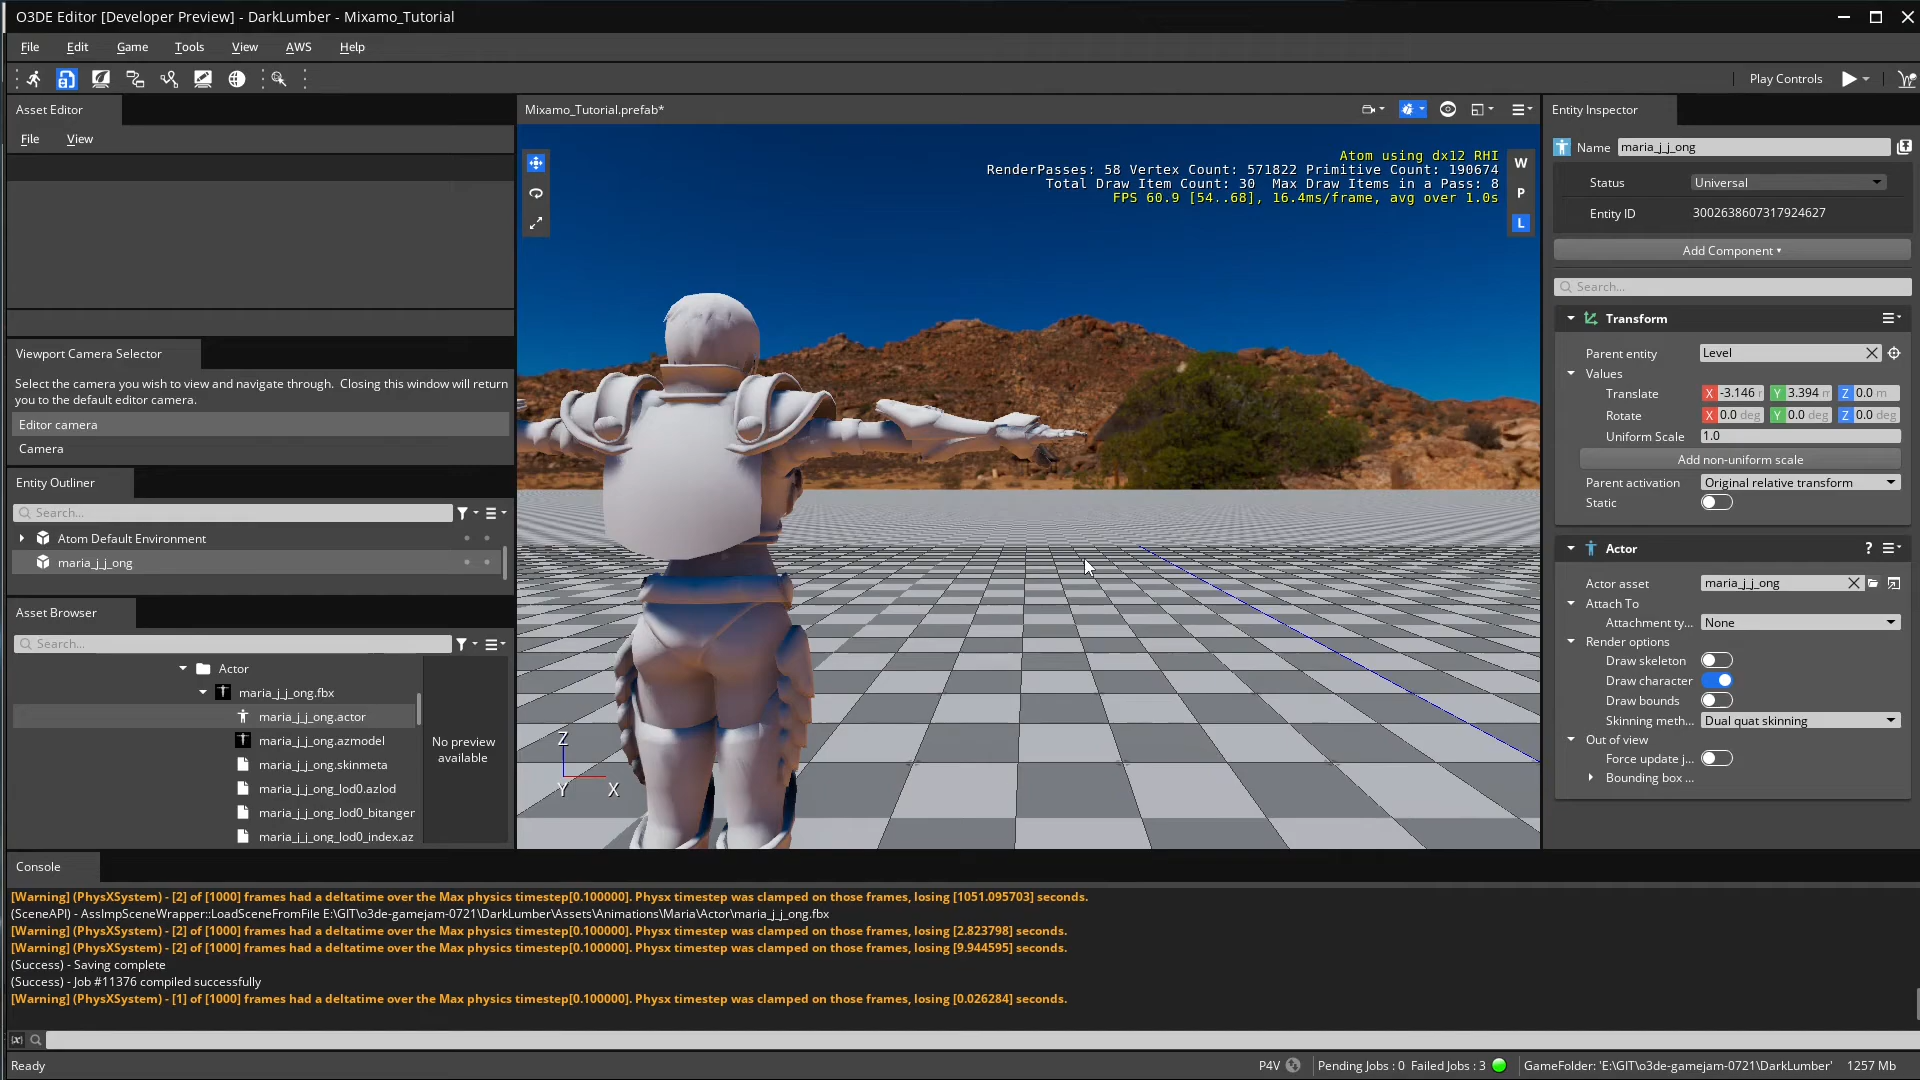 O3DE Editor [Developer Preview] - DarkLumber - Mixamo_Tutorial
File Edit Game Tools View AWS Help
Play Controls
Asset Editor
File View
Viewport Camera Selector
Select the camera you wish to view and navigate through. Closing this window will return
you to the default editor camera.
Editor camera
Camera
Entity Outliner
Search...
Atom Default Environment
maria_j_j_ong
Asset Browser
Search...
Actor
maria_j_j_ong.fbx
maria_j_j_ong.actor
maria_j_j_ong.azmodel
maria_j_j_ong.skinmeta
maria_j_j_ong_lod0.azlod
maria_j_j_ong_lod0_bitanger
maria_j_j_ong_lod0_index.az
No preview
available
Mixamo_Tutorial.prefab*
Atom using dx12 RHI
RenderPasses: 58 Vertex Count: 571822 Primitive Count: 190674
Total Draw Item Count: 30 Max Draw Items in a Pass: 8
FPS 60.9 [54..68], 16.4ms/frame, avg over 1.0s
W
P
L
Z
Y X
Entity Inspector
Name maria_j_j_ong
Status Universal
Entity ID 3002638607317924627
Add Component
Search...
Transform
Parent entity Level
Values
Translate X -3.146 Y 3.394 m Z 0.0 m
Rotate X 0.0 deg Y 0.0 deg Z 0.0 deg
Uniform Scale 1.0
Add non-uniform scale
Parent activation Original relative transform
Static
Actor ?
Actor asset maria_j_j_ong
Attach To
Attachment ty... None
Render options
Draw skeleton
Draw character
Draw bounds
Skinning meth... Dual quat skinning
Out of view
Force update j...
Bounding box ...
Console
[Warning] (PhysXSystem) - [2] of [1000] frames had a deltatime over the Max physics timestep[0.100000]. Physx timestep was clamped on those frames, losing [1051.095703] seconds.
(SceneAPI) - AssImpSceneWrapper::LoadSceneFromFile E:\GIT\o3de-gamejam-0721\DarkLumber\Assets\Animations\Maria\Actor\maria_j_j_ong.fbx
[Warning] (PhysXSystem) - [2] of [1000] frames had a deltatime over the Max physics timestep[0.100000]. Physx timestep was clamped on those frames, losing [2.823798] seconds.
[Warning] (PhysXSystem) - [2] of [1000] frames had a deltatime over the Max physics timestep[0.100000]. Physx timestep was clamped on those frames, losing [9.944595] seconds.
(Success) - Saving complete
(Success) - Job #11376 compiled successfully
[Warning] (PhysXSystem) - [1] of [1000] frames had a deltatime over the Max physics timestep[0.100000]. Physx timestep was clamped on those frames, losing [0.026284] seconds.
Ready
P4V Pending Jobs : 0 Failed Jobs : 3 GameFolder: 'E:\GIT\o3de-gamejam-0721\DarkLumber' 1257 Mb